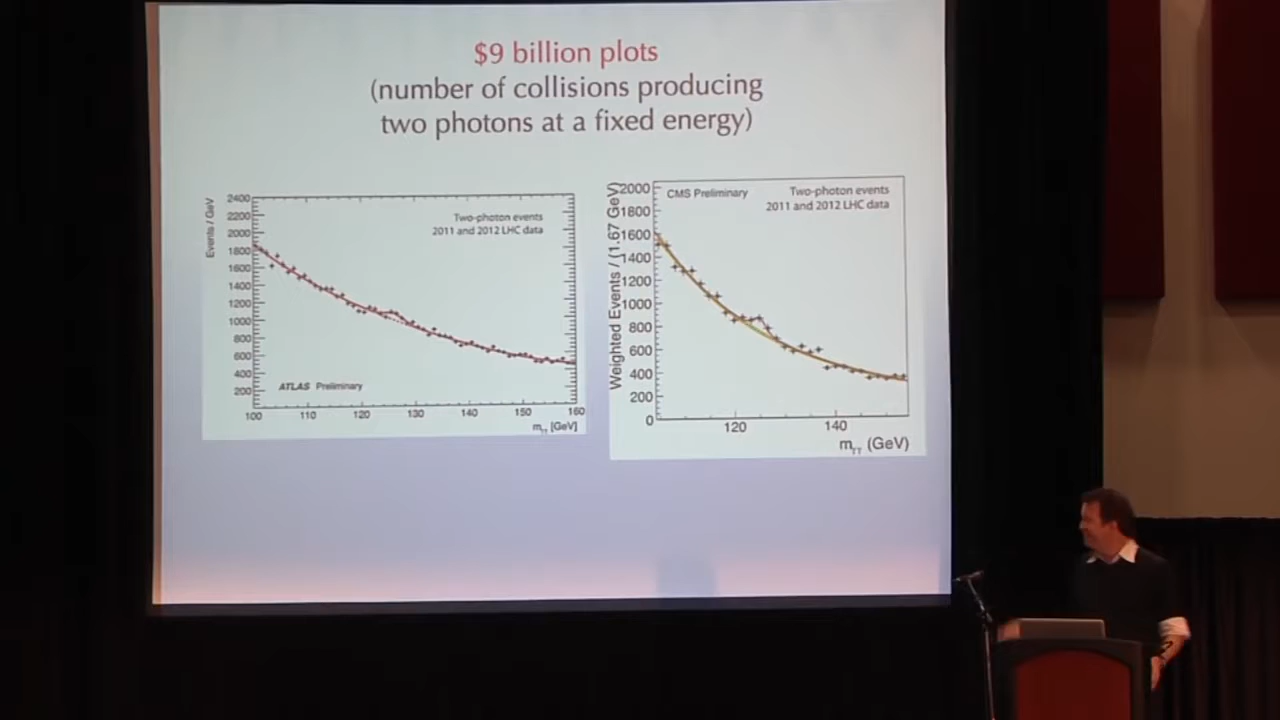 $9 billion plots
(number of collisions producing
two photons at a fixed energy)
Events / GeV
2400
2200
2000
1800
1600
1400
1200
1000
800
600
400
200
Two-photon events
2011 and 2012 LHC data
ATLAS Preliminary
100 110 120 130 140 150 160
mγγ [GeV]
Weighted Events / (1.67 GeV)
2000
1800
1600
1400
1200
1000
800
600
400
200
0
CMS Preliminary
Two-photon events
2011 and 2012 LHC data
120 140
mγγ (GeV)